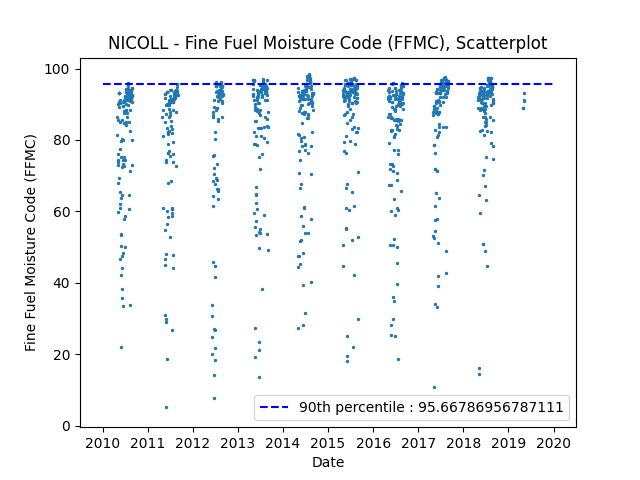 NICOLL - Fine Fuel Moisture Code (FFMC), Scatterplot
100
80
60
40
20
0
Fine Fuel Moisture Code (FFMC)
90th percentile : 95.66786956787111
2010 2011 2012 2013 2014 2015 2016 2017 2018 2019 2020
Date